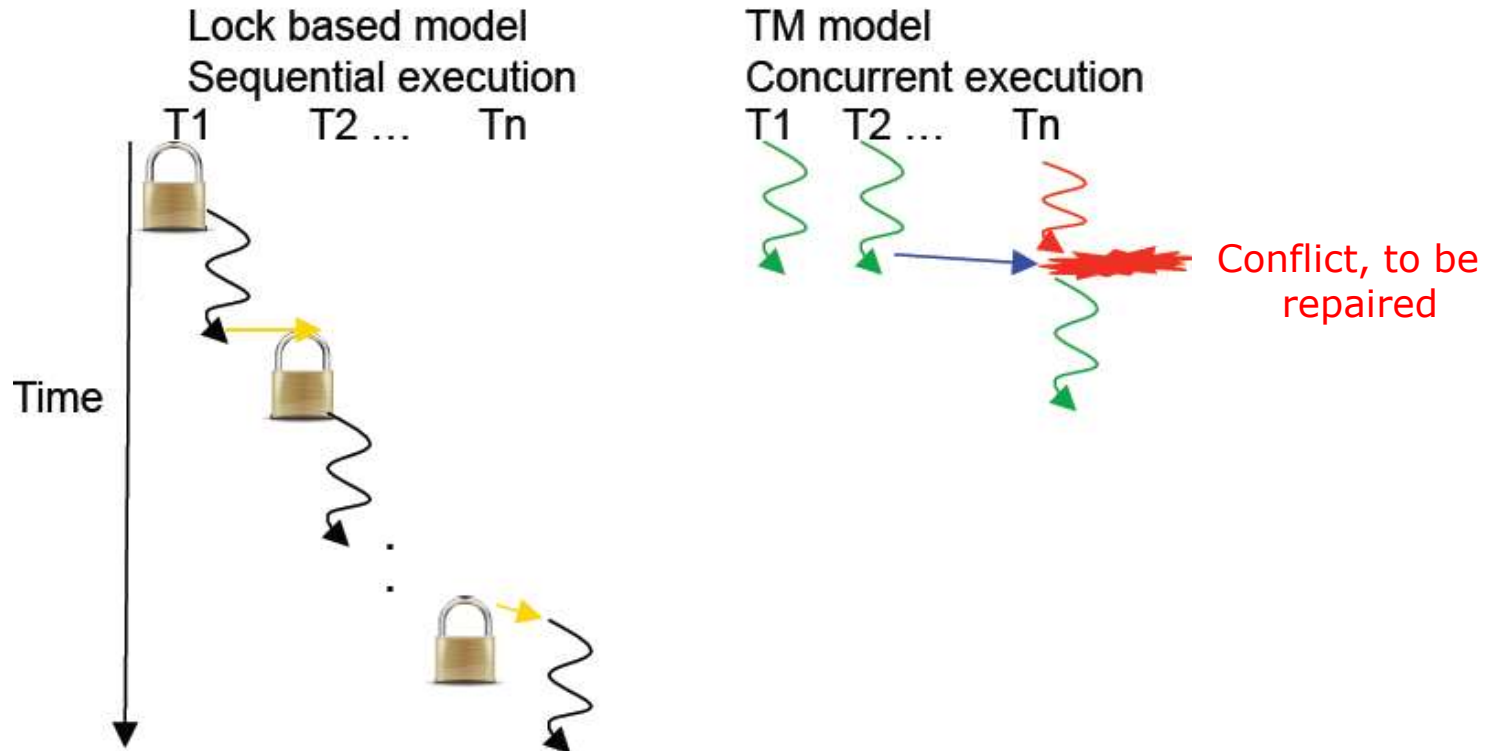 Lock based model
Sequential execution
T1 T2 ... Tn
TM model
Concurrent execution
T1 T2 ... Tn
Conflict, to be
repaired
Time
.
.